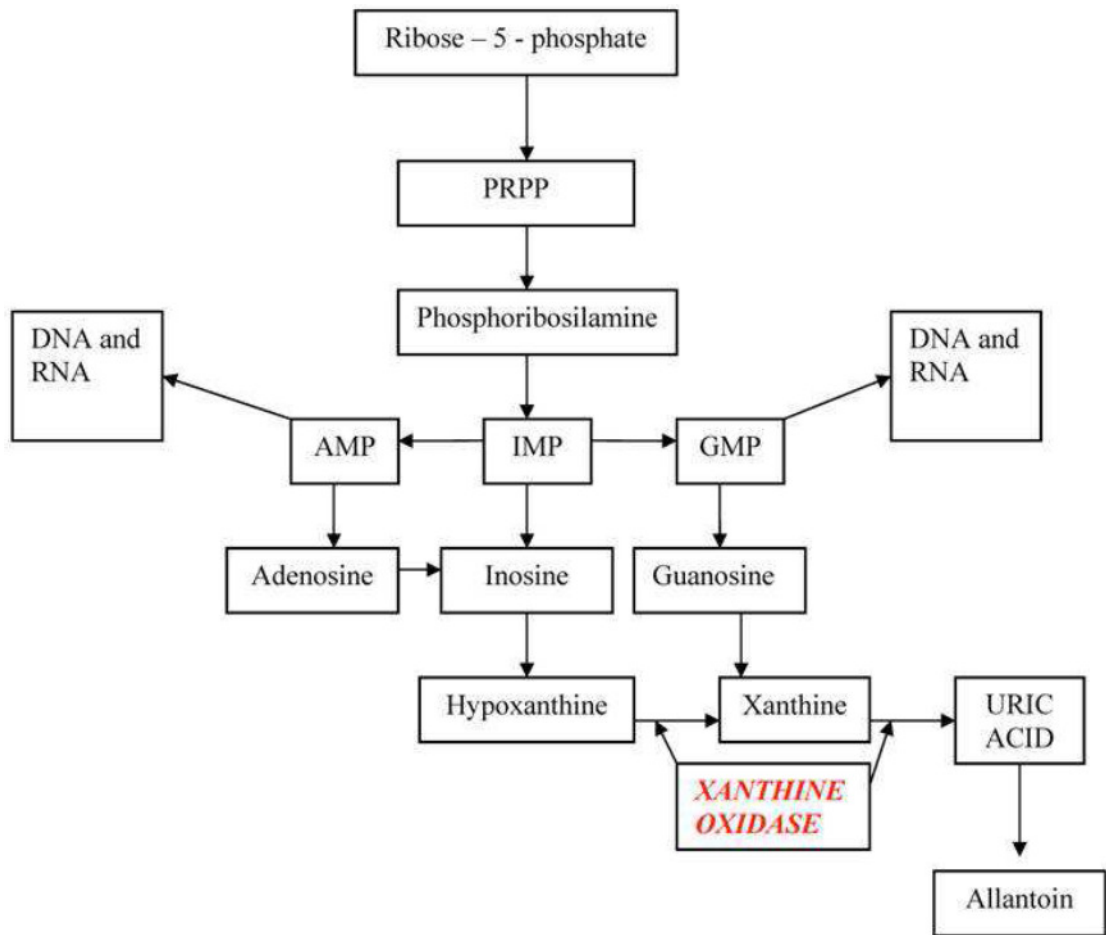 Ribose – 5 - phosphate
PRPP
Phosphoribosilamine
DNA and
RNA
DNA and
RNA
AMP
IMP
GMP
Adenosine
Inosine
Guanosine
Hypoxanthine
Xanthine
URIC
ACID
XANTHINE
OXIDASE
Allantoin